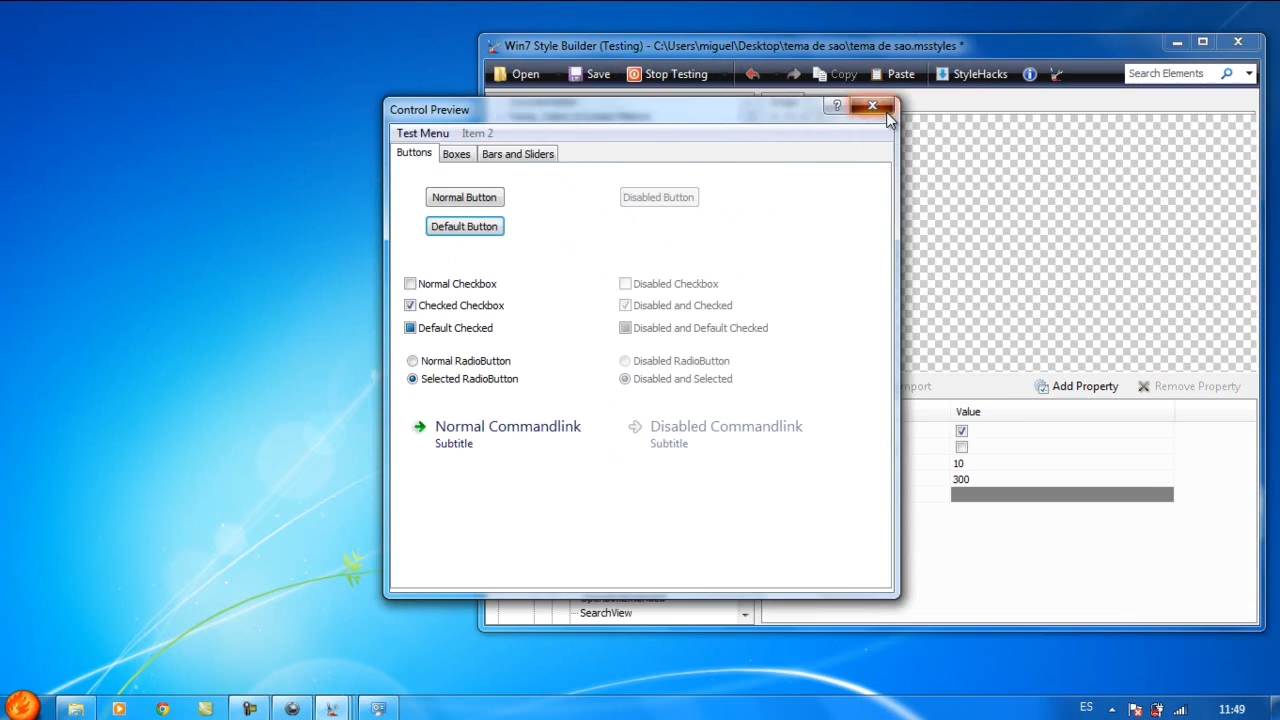 Win7 Style Builder (Testing) - C:\Users\miguel\Desktop\tema de sao\tema de sao.msstyles *
Open Save Stop Testing Copy Paste StyleHacks Search Elements
Control Preview
Test Menu Item 2
Buttons Boxes Bars and Sliders
Normal Button Disabled Button
Default Button
Normal Checkbox Disabled Checkbox
Checked Checkbox Disabled and Checked
Default Checked Disabled and Default Checked
Normal RadioButton Disabled RadioButton
Selected RadioButton Disabled and Selected
Add Property Remove Property
Value
10
300
Normal Commandlink Disabled Commandlink
Subtitle Subtitle
SearchView
ES 11:49